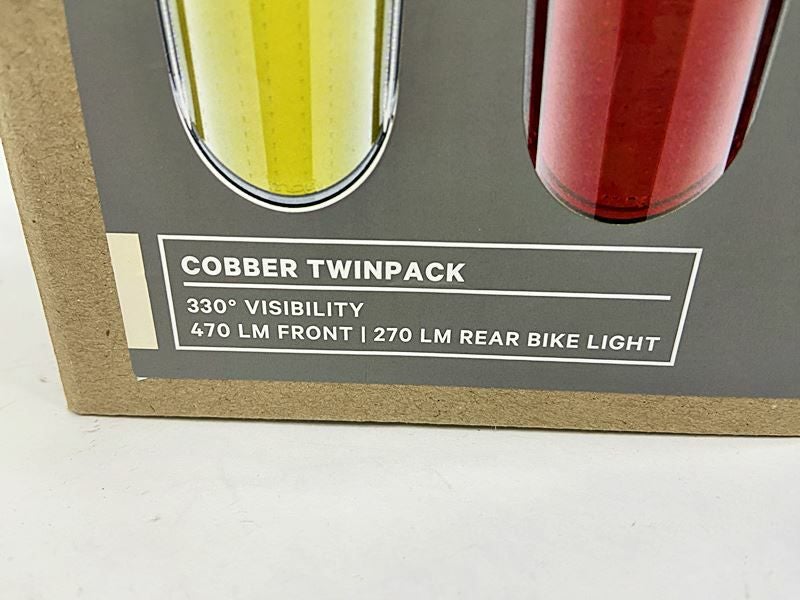 COBBER TWINPACK
330° VISIBILITY
470 LM FRONT | 270 LM REAR BIKE LIGHT